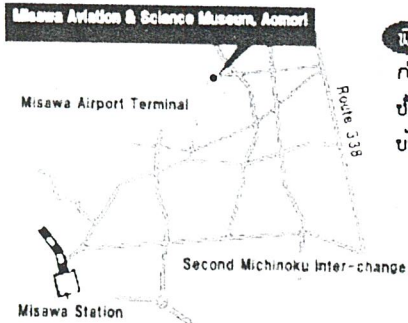 Misawa Aviation & Science Museum, Aomori
Misawa Airport Terminal
Route 338
Second Michinoku Inter-change
Misawa Station